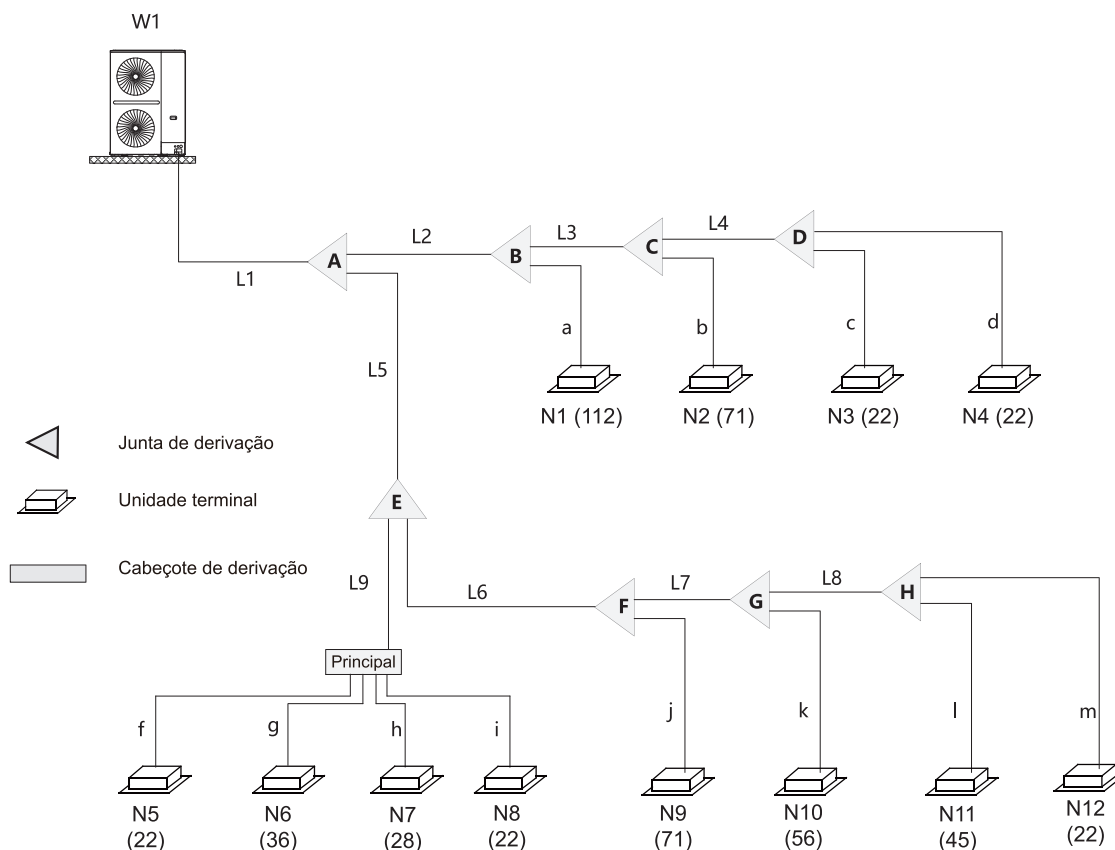 W1
L1
A
L2
B
L3
C
L4
D
a
b
c
d
N1 (112)
N2 (71)
N3 (22)
N4 (22)
L5
Junta de derivação
Unidade terminal
Cabeçote de derivação
E
L9
L6
F
L7
G
L8
H
Principal
f
g
h
i
j
k
l
m
N5
(22)
N6
(36)
N7
(28)
N8
(22)
N9
(71)
N10
(56)
N11
(45)
N12
(22)